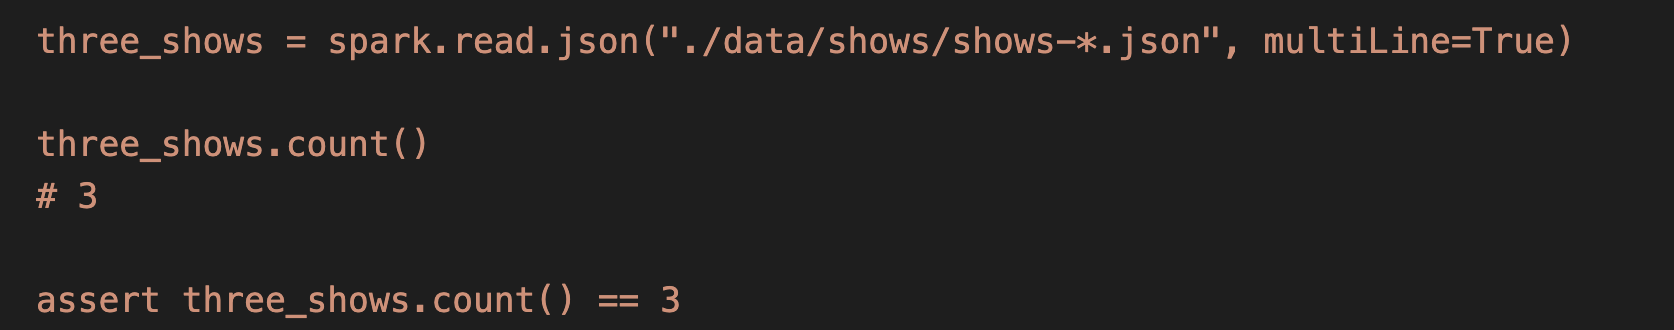 three_shows = spark.read.json("./data/shows/shows-*.json", multiLine=True)
three_shows.count()
# 3
assert three_shows.count() == 3